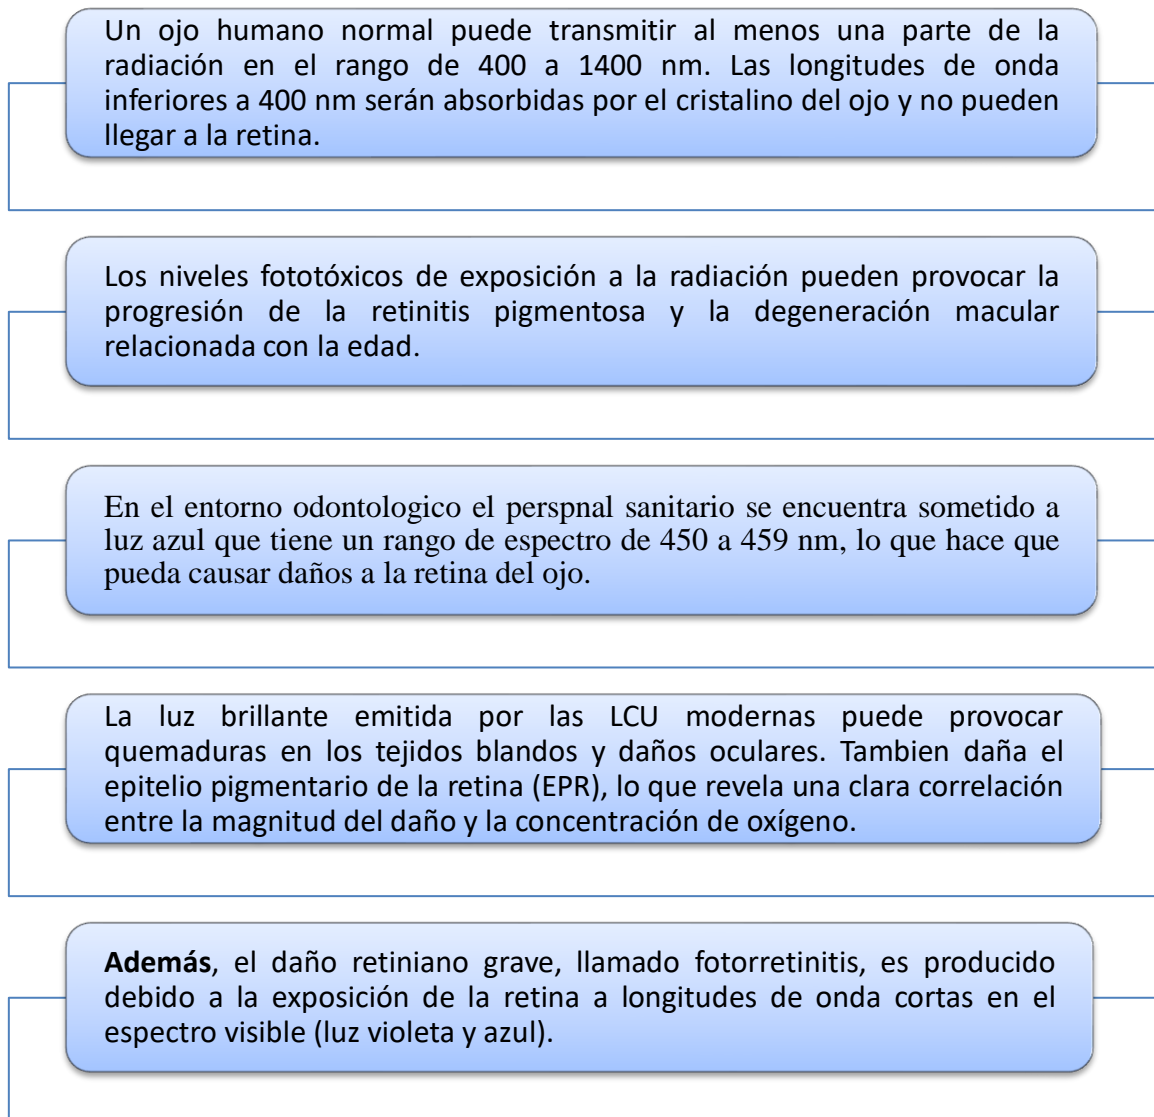 Un ojo humano normal puede transmitir al menos una parte de la
radiación en el rango de 400 a 1400 nm. Las longitudes de onda
inferiores a 400 nm serán absorbidas por el cristalino del ojo y no pueden
llegar a la retina.
Los niveles fototóxicos de exposición a la radiación pueden provocar la
progresión de la retinitis pigmentosa y la degeneración macular
relacionada con la edad.
En el entorno odontologico el perspnal sanitario se encuentra sometido a
luz azul que tiene un rango de espectro de 450 a 459 nm, lo que hace que
pueda causar daños a la retina del ojo.
La luz brillante emitida por las LCU modernas puede provocar
quemaduras en los tejidos blandos y daños oculares. Tambien daña el
epitelio pigmentario de la retina (EPR), lo que revela una clara correlación
entre la magnitud del daño y la concentración de oxígeno.
Además, el daño retiniano grave, llamado fotorretinitis, es producido
debido a la exposición de la retina a longitudes de onda cortas en el
espectro visible (luz violeta y azul).